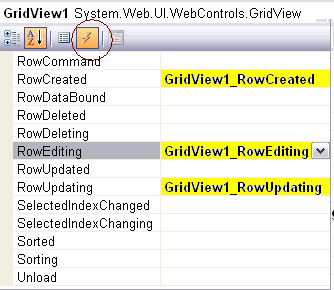 GridView1 System.Web.UI.WebControls.GridView
RowCommand
RowCreated GridView1_RowCreated
RowDataBound
RowDeleted
RowDeleting
RowEditing GridView1_RowEditing
RowUpdated
RowUpdating GridView1_RowUpdating
SelectedIndexChanged
SelectedIndexChanging
Sorted
Sorting
Unload